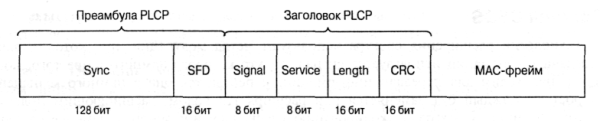 Преамбула PLCP Заголовок PLCP
Sync SFD Signal Service Length CRC MAC-фрейм
128 бит 16 бит 8 бит 8 бит 16 бит 16 бит